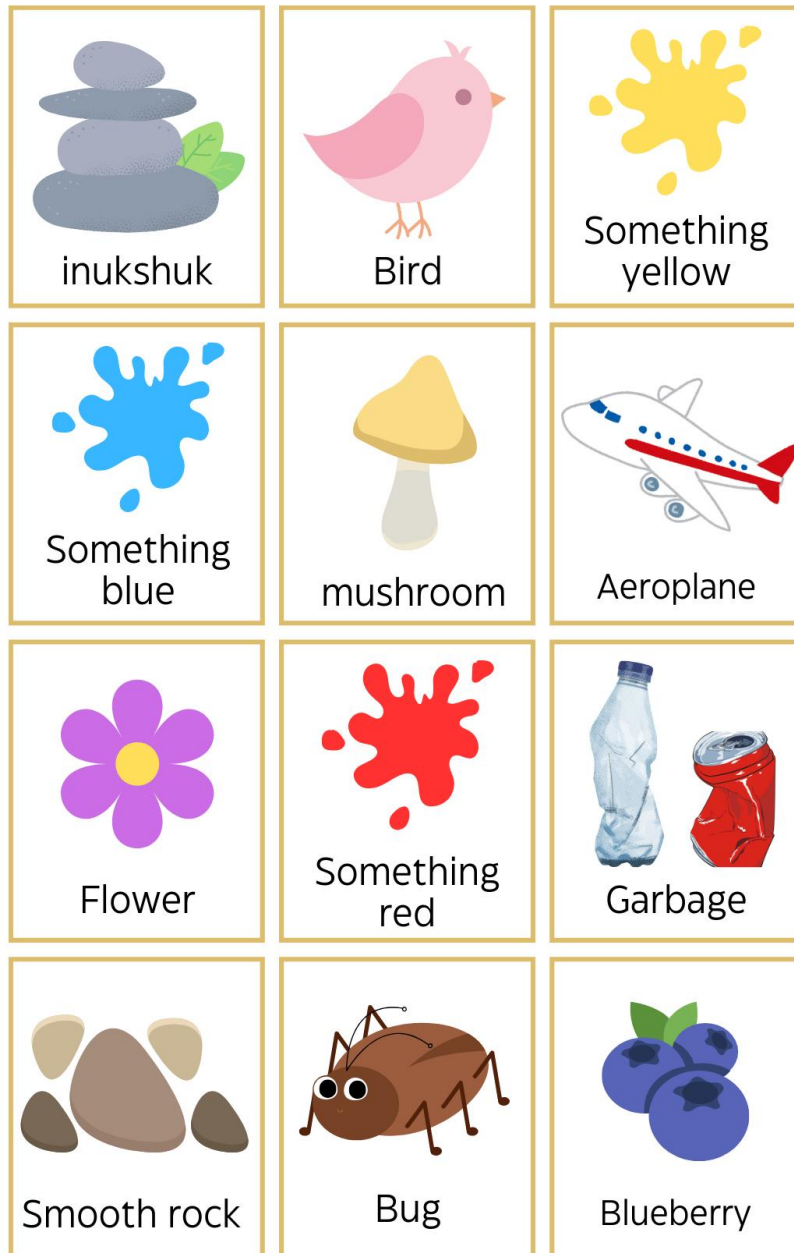 inukshuk
Bird
Something
yellow
Something
blue
mushroom
Aeroplane
Flower
Something
red
Garbage
Smooth rock
Bug
Blueberry